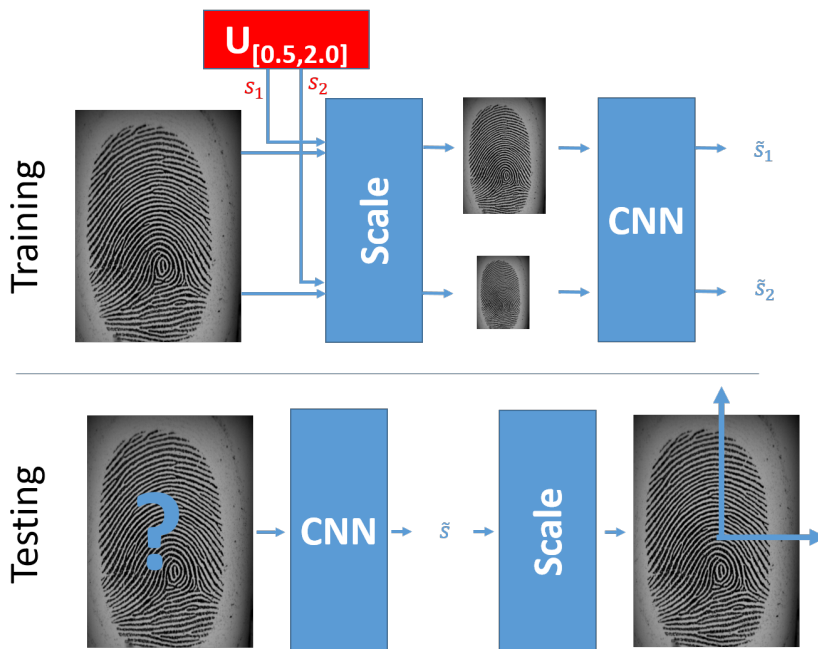 U[0.5,2.0]
s₁ s₂
Training
Scale
CNN
s̃₁
s̃₂
Testing
?
CNN
s̃
Scale